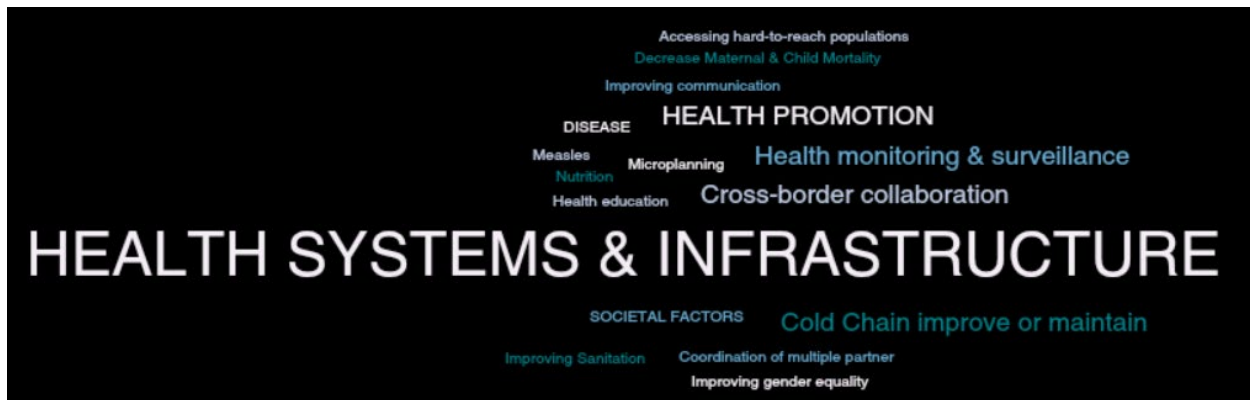 Accessing hard-to-reach populations
Decrease Maternal & Child Mortality
Improving communication
HEALTH PROMOTION
DISEASE
Measles
Microplanning
Health monitoring & surveillance
Nutrition
Health education
Cross-border collaboration
HEALTH SYSTEMS & INFRASTRUCTURE
SOCIETAL FACTORS
Cold Chain improve or maintain
Improving Sanitation
Coordination of multiple partner
Improving gender equality